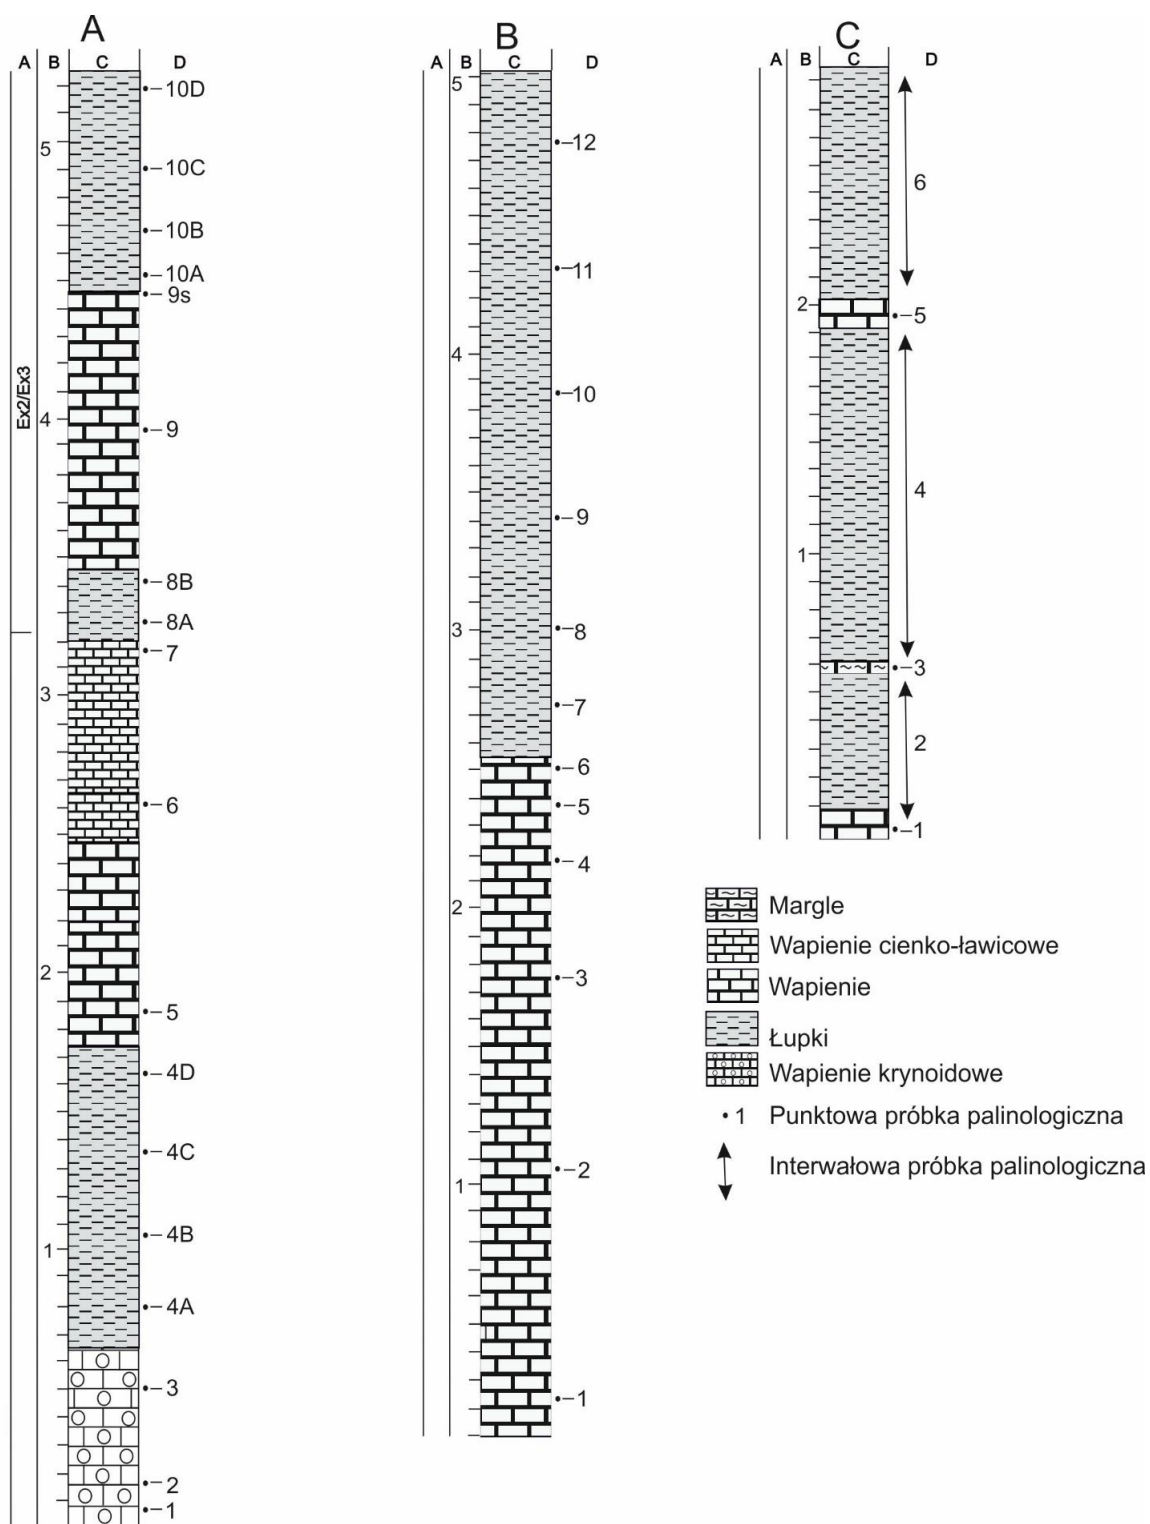 A
A B C D
10D
5
10C
10B
10A
9s
Ex2/Ex3
4
9
8B
8A
7
3
6
2
5
4D
4C
4B
1
4A
3
2
1
B
A B C D
5
12
11
4
10
9
3
8
7
6
5
4
2
3
2
1
1
C
A B C D
6
2
5
4
1
3
2
1
Margle
Wapienie cienko-ławicowe
Wapienie
Łupki
Wapienie krynoidowe
1 Punktowa próbka palinologiczna
Interwałowa próbka palinologiczna